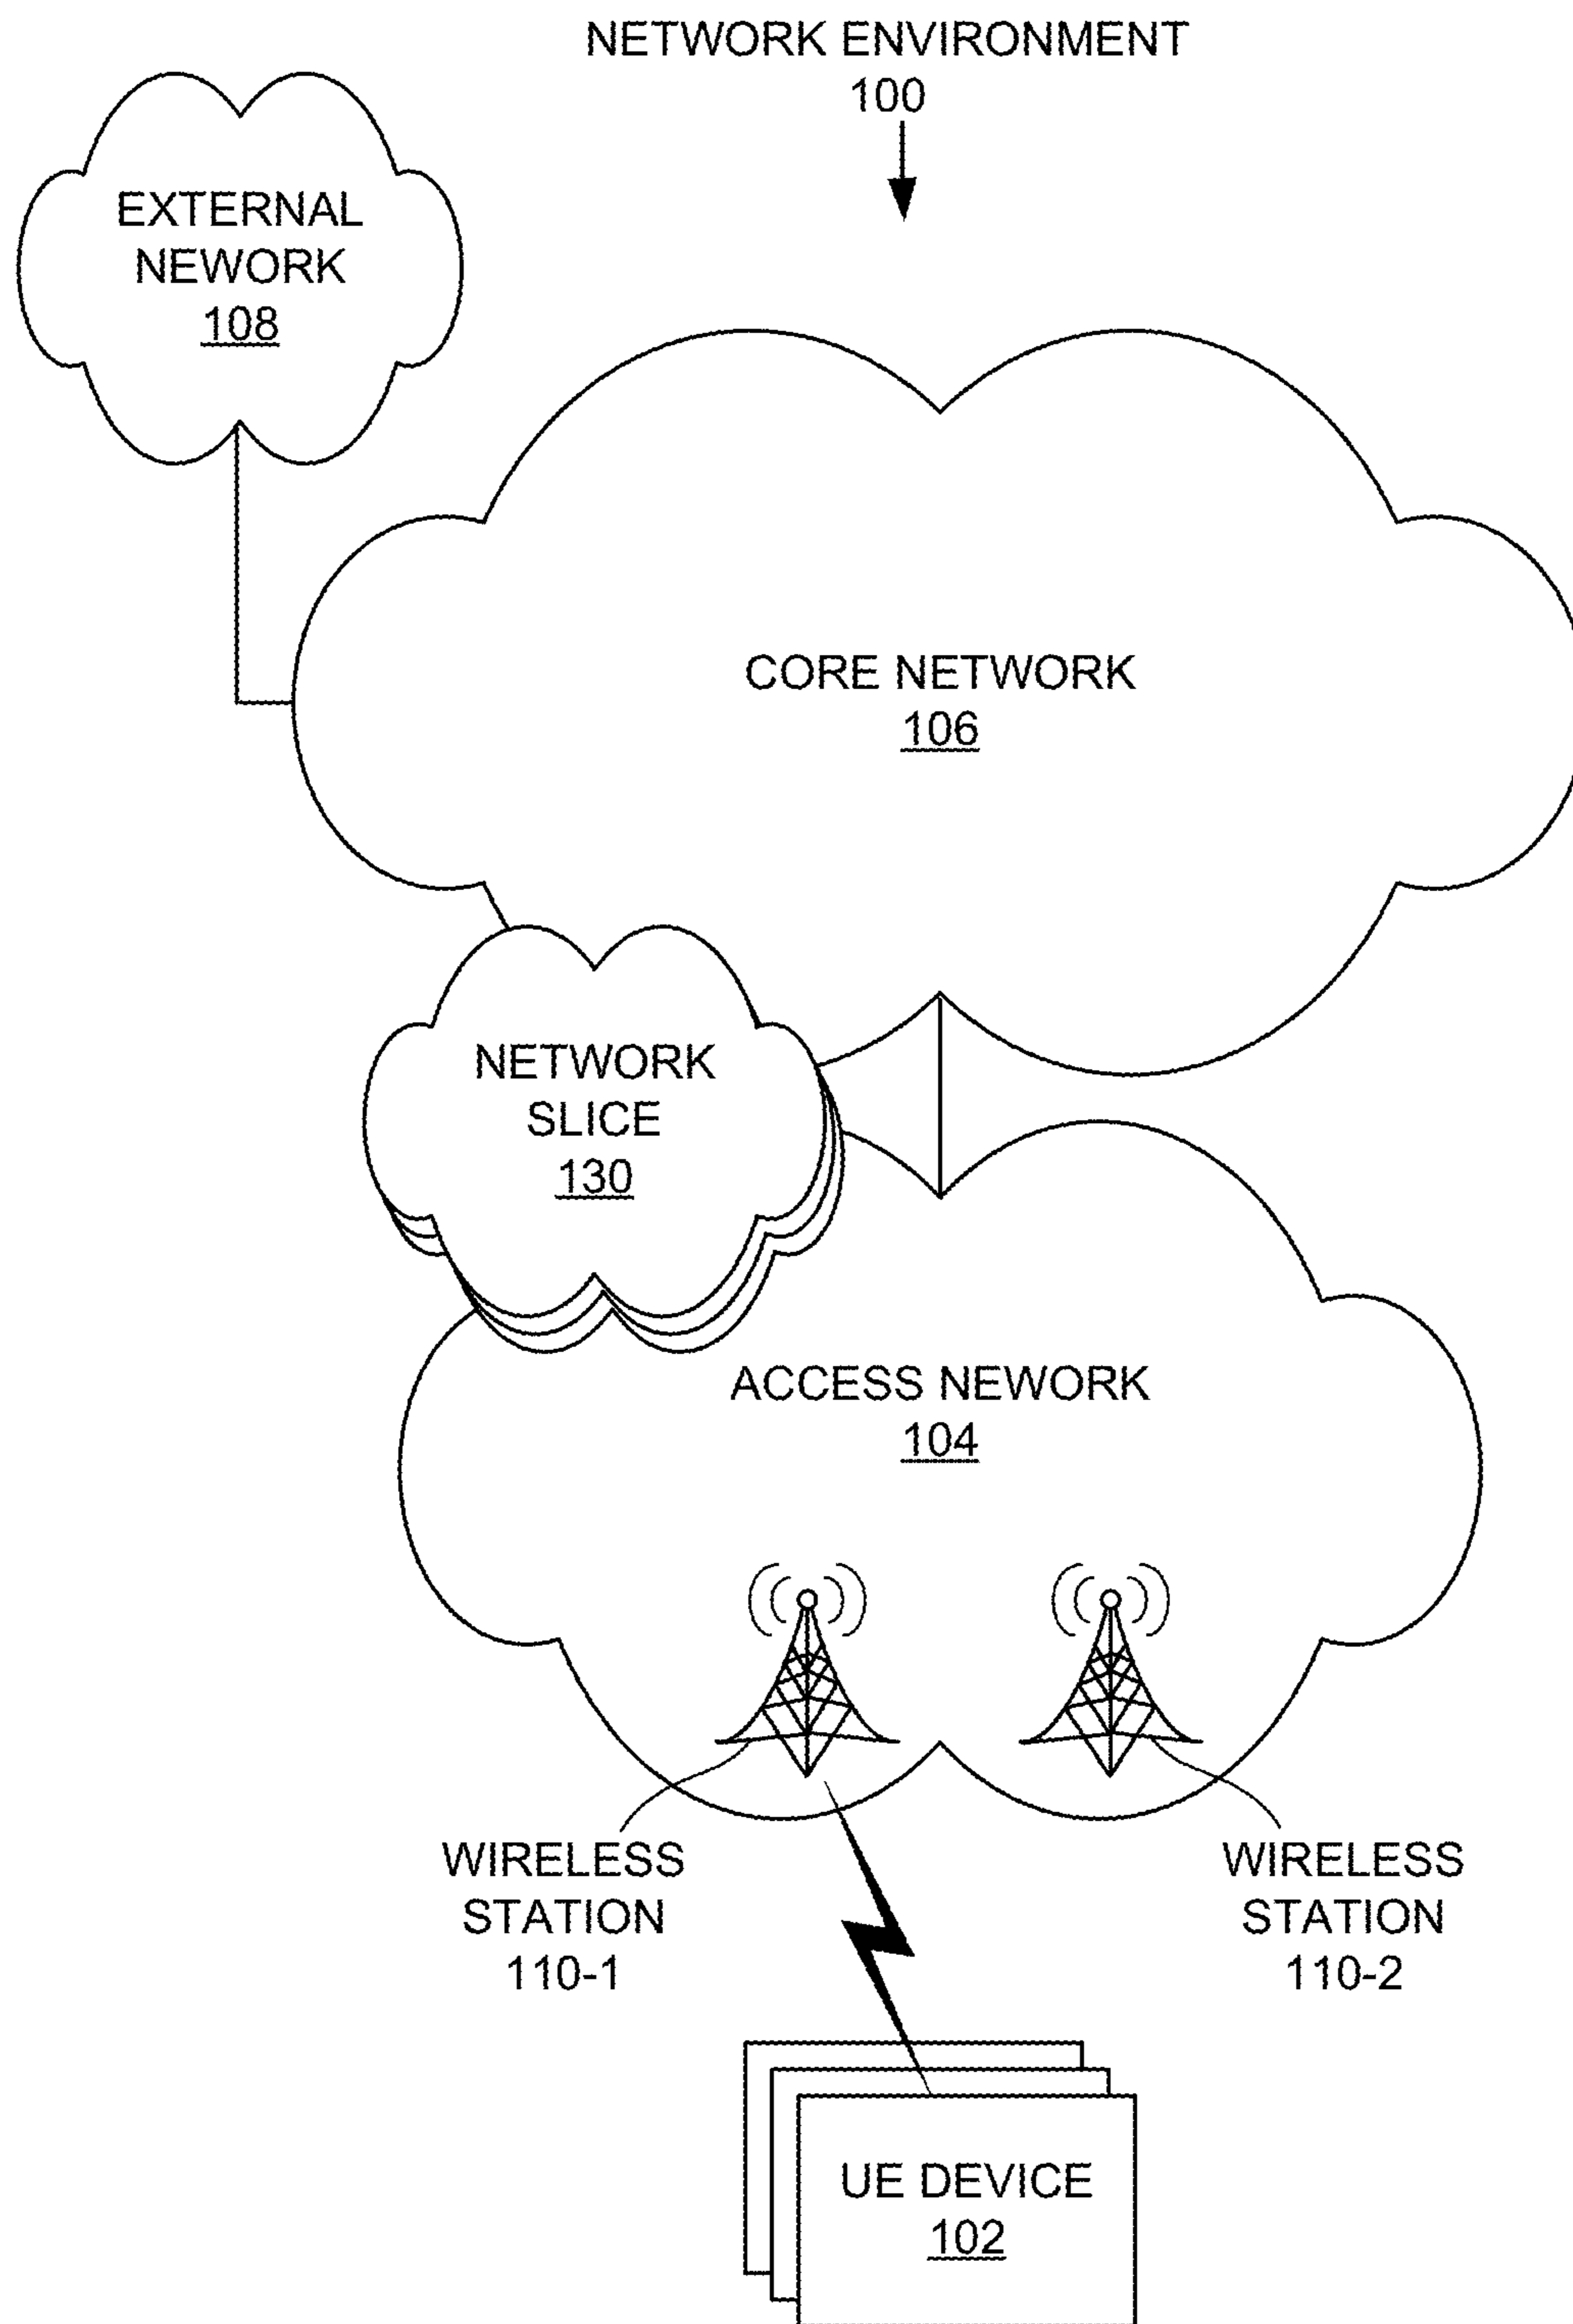 NETWORK ENVIRONMENT
100
EXTERNAL
NEWORK
108
CORE NETWORK
106
NETWORK
SLICE
130
ACCESS NEWORK
104
WIRELESS
STATION
110-1
WIRELESS
STATION
110-2
UE DEVICE
102